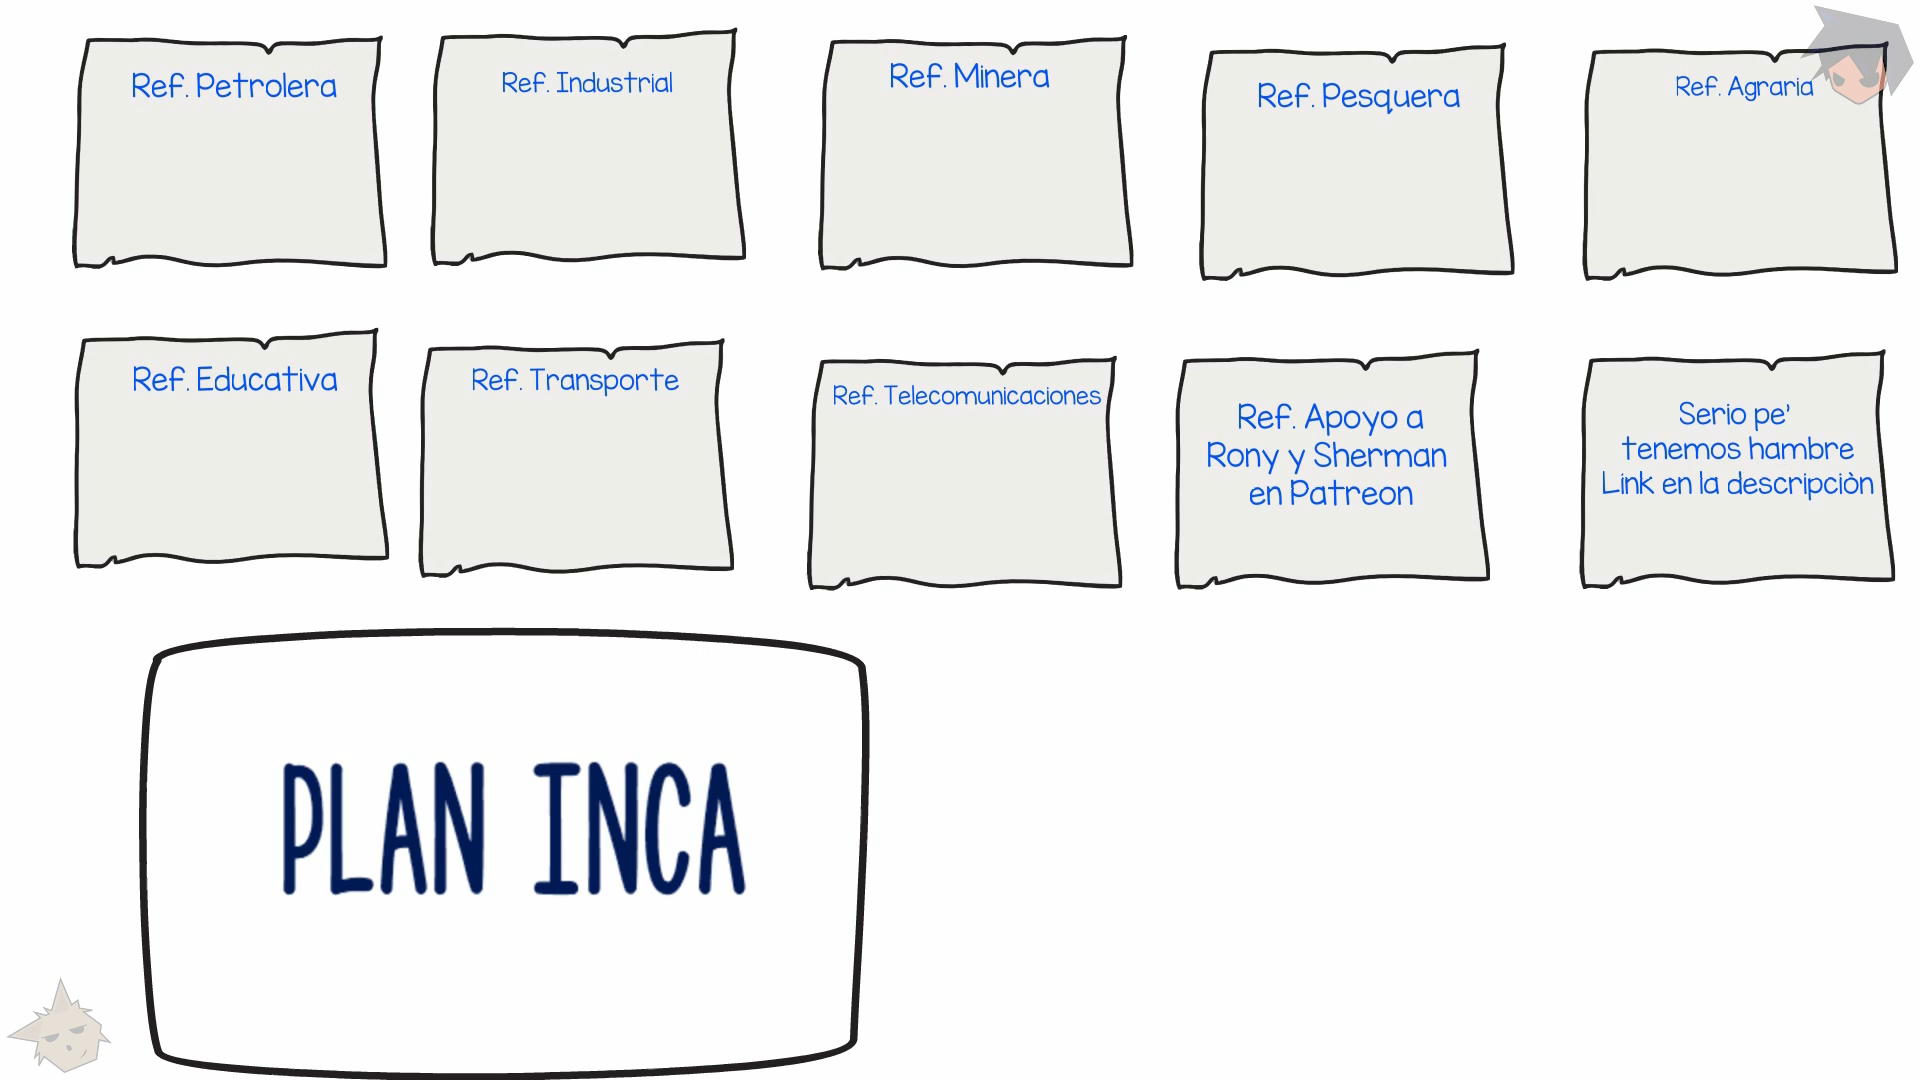 Ref. Petrolera
Ref. Industrial
Ref. Minera
Ref. Pesquera
Ref. Agraria
Ref. Educativa
Ref. Transporte
Ref. Telecomunicaciones
Ref. Apoyo a
Rony y Sherman
en Patreon
Serio pe'
tenemos hambre
Link en la descripciòn
PLAN INCA